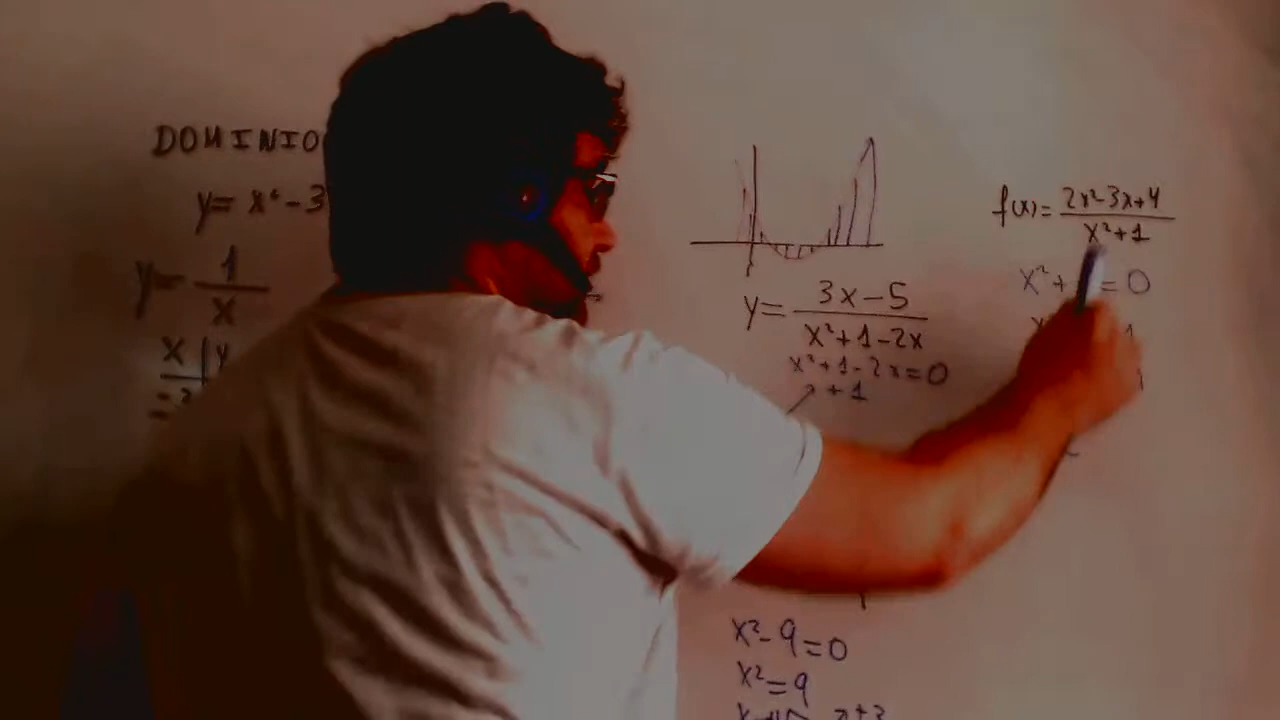 DOMINIO
y= x² - 3
y= 1/x
x | y
y= 3x-5 / x²+1-2x
x²+1-2x=0
+1
f(x)= 2x²-3x+4 / x²+1
x²+ =0
x²-9=0
x²=9